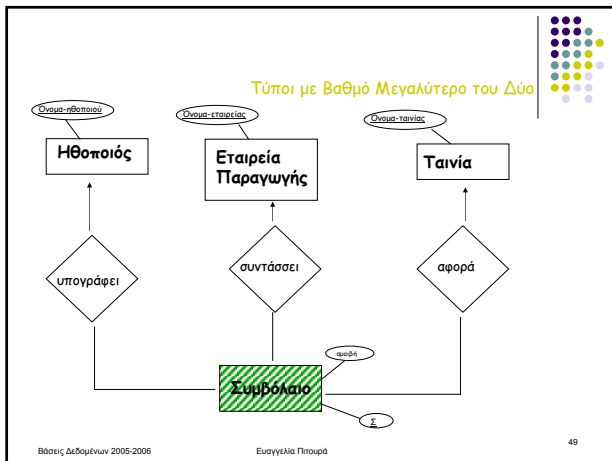 Τύποι με Βαθμό Μεγαλύτερο του Δύο
Όνομα-ηθοποιού
Όνομα-εταιρείας
Όνομα-ταινίας
Ηθοποιός
Εταιρεία
Παραγωγής
Ταινία
υπογράφει
συντάσσει
αφορά
αμοιβή
Συμβόλαιο
Σ
Βάσεις Δεδομένων 2005-2006
Ευαγγελία Πιτουρά
49